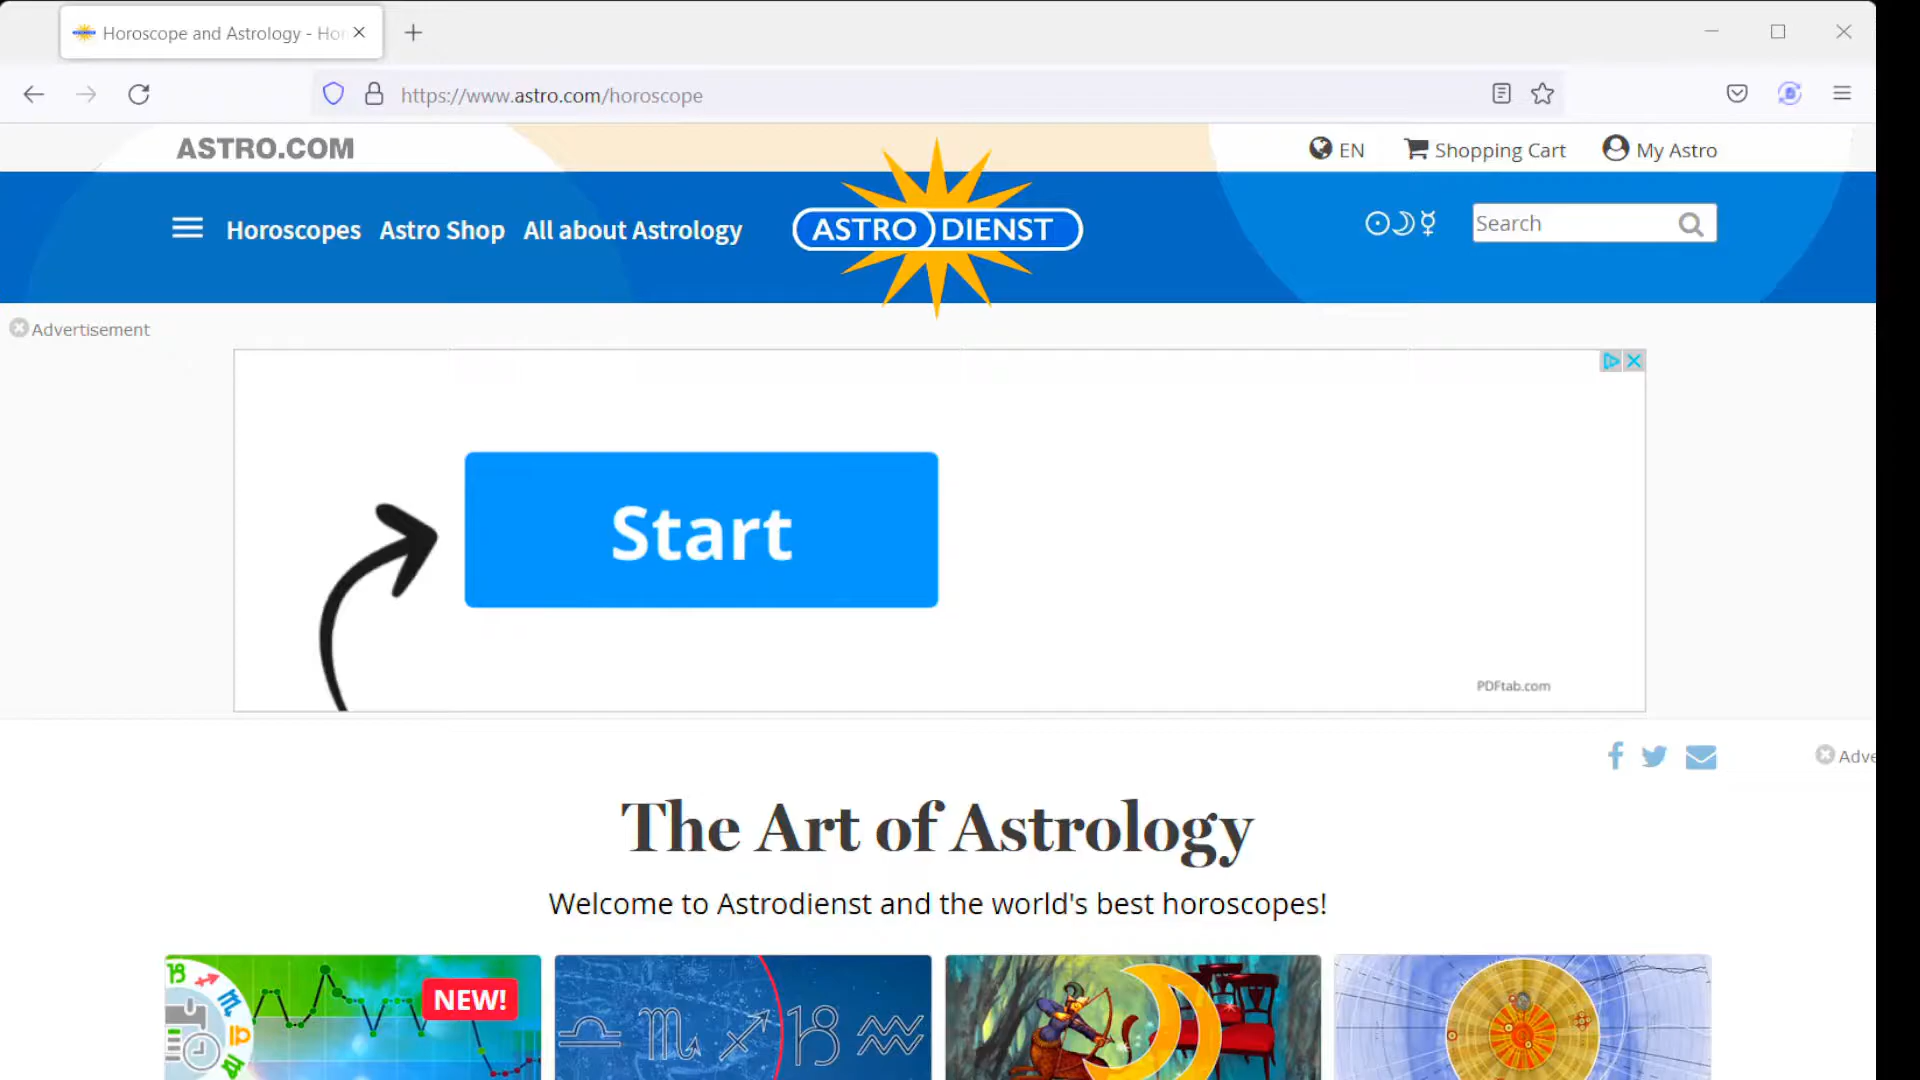 Horoscope and Astrology - Hor
https://www.astro.com/horoscope
ASTRO.COM
EN
Shopping Cart
My Astro
Horoscopes
Astro Shop
All about Astrology
ASTRO DIENST
Search
Advertisement
Start
PDFtab.com
Adve
The Art of Astrology
Welcome to Astrodienst and the world's best horoscopes!
NEW!